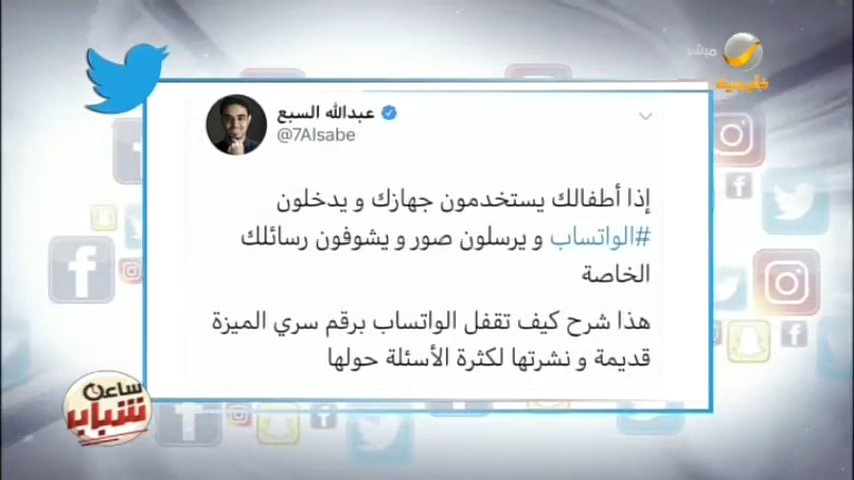 مباشر
خليجية
عبدالله السبع
@7Alsabe
إذا أطفالك يستخدمون جهازك و يدخلون
#الواتساب و يرسلون صور و يشوفون رسائلك
الخاصة
هذا شرح كيف تقفل الواتساب برقم سري الميزة
قديمة و نشرتها لكثرة الأسئلة حولها
ساعة
شباب